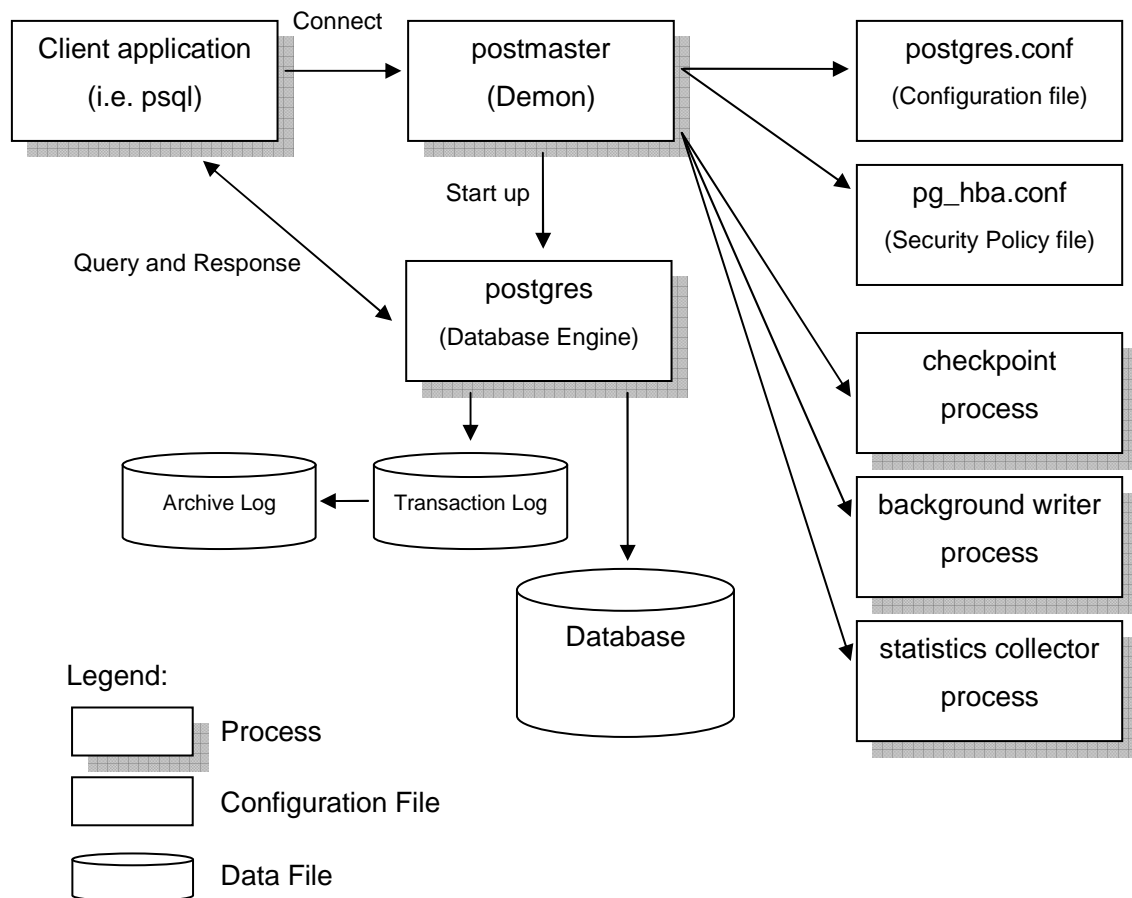 Connect
Client application
(i.e. psql)
postmaster
(Demon)
postgres.conf
(Configuration file)
pg_hba.conf
(Security Policy file)
Start up
Query and Response
postgres
(Database Engine)
checkpoint
process
Archive Log
Transaction Log
background writer
process
Database
statistics collector
process
Legend:
Process
Configuration File
Data File